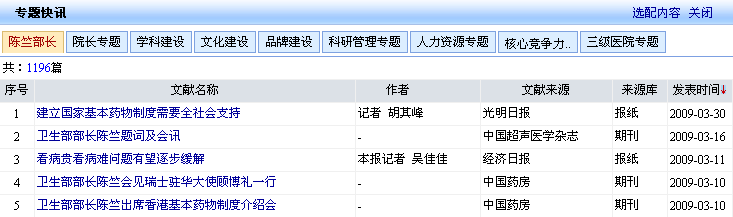 专题快讯 选配内容 关闭
陈竺部长 院长专题 学科建设 文化建设 品牌建设 科研管理专题 人力资源专题 核心竞争力.. 三级医院专题
共：1196篇
序号 文献名称 作者 文献来源 来源库 发表时间↓
1 建立国家基本药物制度需要全社会支持 记者 胡其峰 光明日报 报纸 2009-03-30
2 卫生部部长陈竺题词及会讯 - 中国超声医学杂志 期刊 2009-03-16
3 看病贵看病难问题有望逐步缓解 本报记者 吴佳佳 经济日报 报纸 2009-03-11
4 卫生部部长陈竺会见瑞士驻华大使顾博礼一行 - 中国药房 期刊 2009-03-10
5 卫生部部长陈竺出席香港基本药物制度介绍会 - 中国药房 期刊 2009-03-10